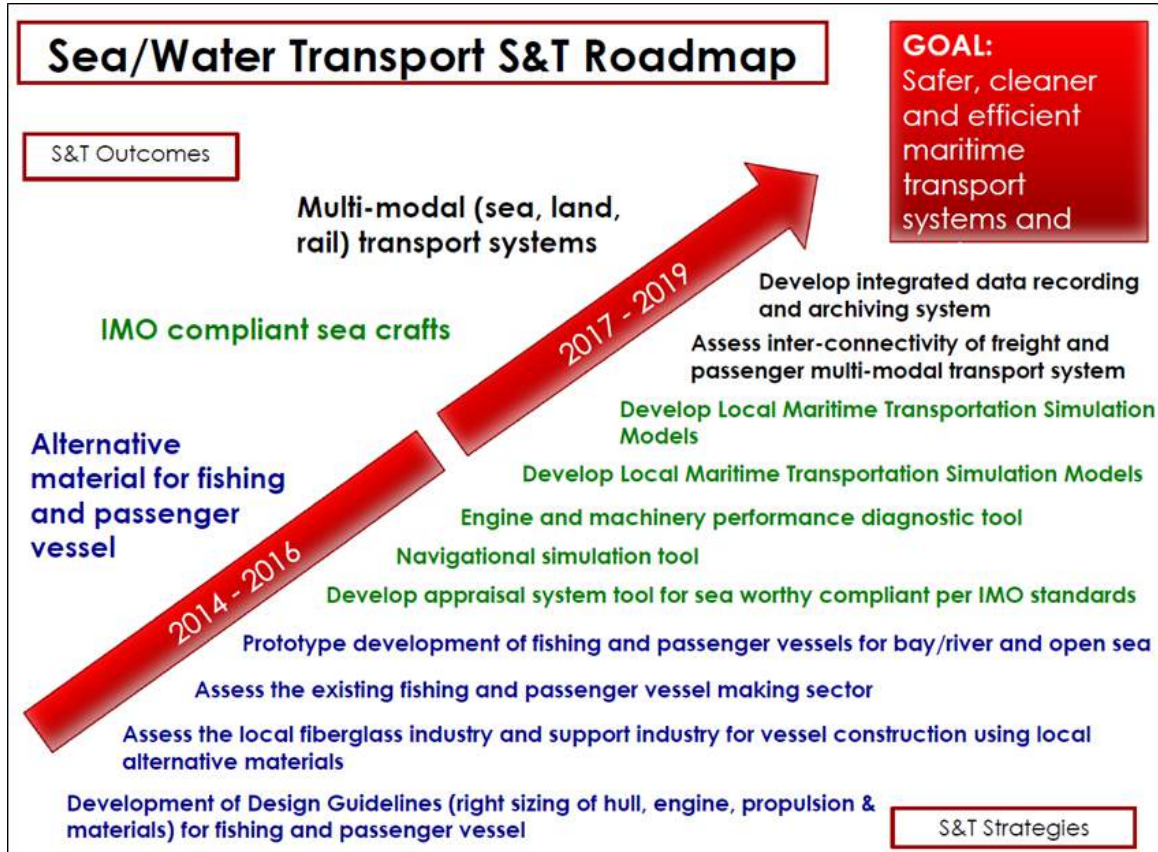 Sea/Water Transport S&T Roadmap
GOAL:
Safer, cleaner
and efficient
maritime
transport
systems and
S&T Outcomes
Multi-modal (sea, land,
rail) transport systems
IMO compliant sea crafts
Alternative
material for fishing
and passenger
vessel
2017 - 2019
2014 - 2016
Develop integrated data recording
and archiving system
Assess inter-connectivity of freight and
passenger multi-modal transport system
Develop Local Maritime Transportation Simulation
Models
Develop Local Maritime Transportation Simulation Models
Engine and machinery performance diagnostic tool
Navigational simulation tool
Develop appraisal system tool for sea worthy compliant per IMO standards
Prototype development of fishing and passenger vessels for bay/river and open sea
Assess the existing fishing and passenger vessel making sector
Assess the local fiberglass industry and support industry for vessel construction using local
alternative materials
Development of Design Guidelines (right sizing of hull, engine, propulsion &
materials) for fishing and passenger vessel
S&T Strategies